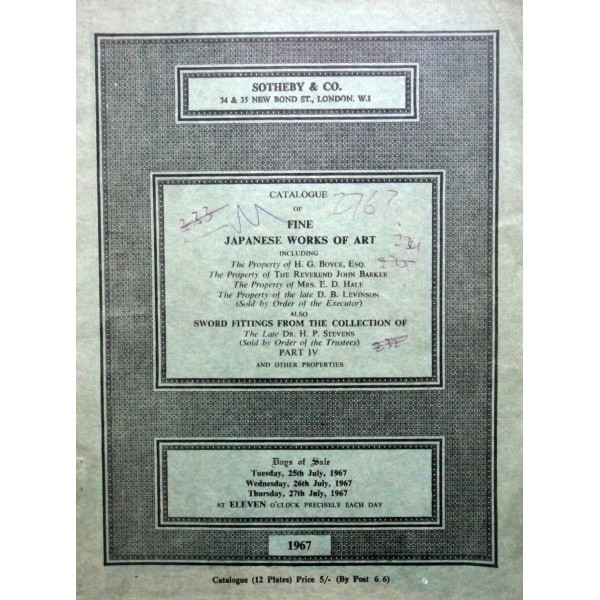 SOTHEBY & CO.
34 & 35 NEW BOND ST., LONDON. W.1
CATALOGUE
OF
FINE
JAPANESE WORKS OF ART
INCLUDING
The Property of H. G. BOYCE, ESQ.
The Property of THE REVEREND JOHN BARKER
The Property of MRS. E. D. HALE
The Property of the late D. B. LEVINSON
(Sold by Order of the Executor)
ALSO
SWORD FITTINGS FROM THE COLLECTION OF
The Late DR. H. P. STEVENS
(Sold by Order of the Trustees)
PART IV
AND OTHER PROPERTIES
Days of Sale
Tuesday, 25th July, 1967
Wednesday, 26th July, 1967
Thursday, 27th July, 1967
AT ELEVEN O'CLOCK PRECISELY EACH DAY
1967
Catalogue (12 Plates) Price 5/- (By Post 6/6)